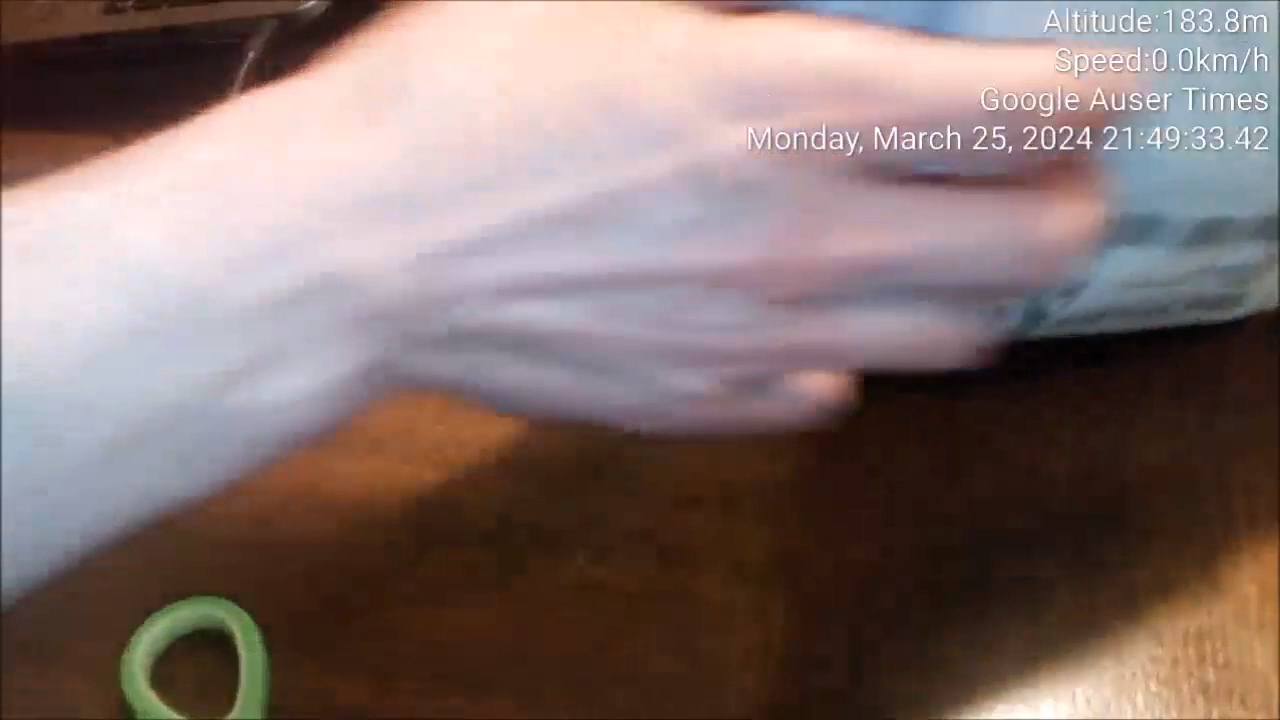 Altitude:183.8m
Speed:0.0km/h
Google Auser Times
Monday, March 25, 2024 21:49:33.42